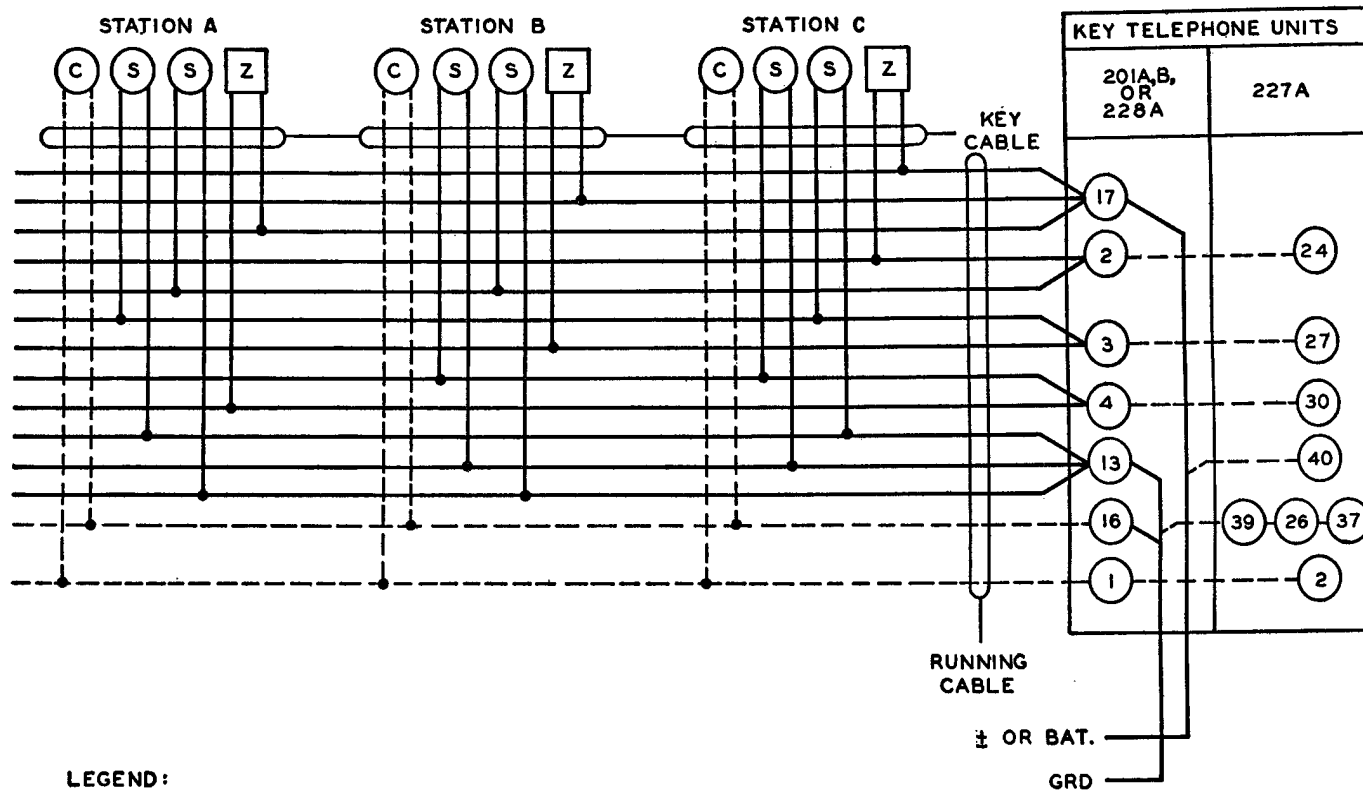 STATION A
STATION B
STATION C
C S S Z
C S S Z
C S S Z
KEY TELEPHONE UNITS
201A,B,
OR
228A
227A
KEY
CABLE
17
2
24
3
27
4
30
13
40
16
39 26 37
1
2
RUNNING
CABLE
± OR BAT.
GRD
LEGEND: